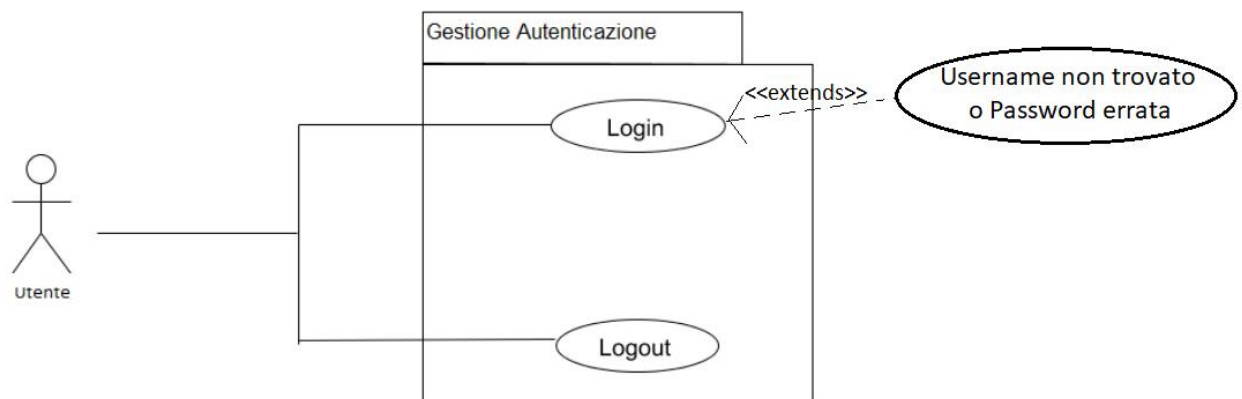 Gestione Autenticazione
<<extends>>
Username non trovato
o Password errata
Login
Utente
Logout